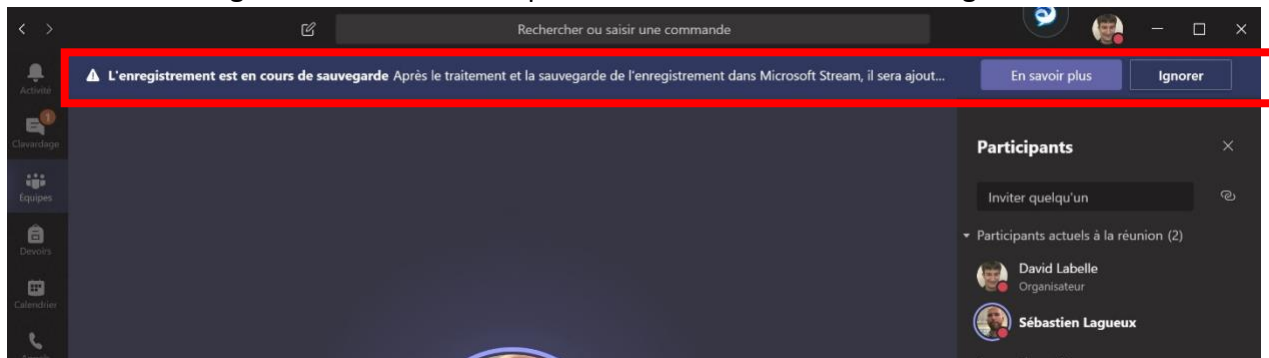 Rechercher ou saisir une commande
L'enregistrement est en cours de sauvegarde Après le traitement et la sauvegarde de l'enregistrement dans Microsoft Stream, il sera ajout...
En savoir plus
Ignorer
Activité
1
Clavardage
Équipes
Devoirs
Calendrier
Participants
Inviter quelqu'un
Participants actuels à la réunion (2)
David Labelle
Organisateur
Sébastien Lagueux